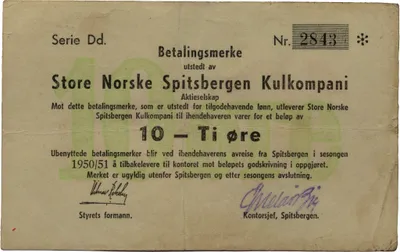 Serie Dd.
Nr. 2843 *
Betalingsmerke
utstedt av
Store Norske Spitsbergen Kulkompani
Aktieselskap
Mot dette betalingsmerke, som er utstedt for tilgodehavende lønn, utleverer Store Norske
Spitsbergen Kulkompani til ihendehaveren varer for et beløp av
10 — Ti øre
Ubenyttede betalingsmerker blir ved ihendehaverens avreise fra Spitsbergen i sesongen
1950/51 å tilbakelevere til kontoret mot beløpets godskrivning i oppgjøret.
Merket er ugyldig utenfor Spitsbergen og etter sesongens avslutning.
Styrets formann.
Kontorsjef, Spitsbergen.